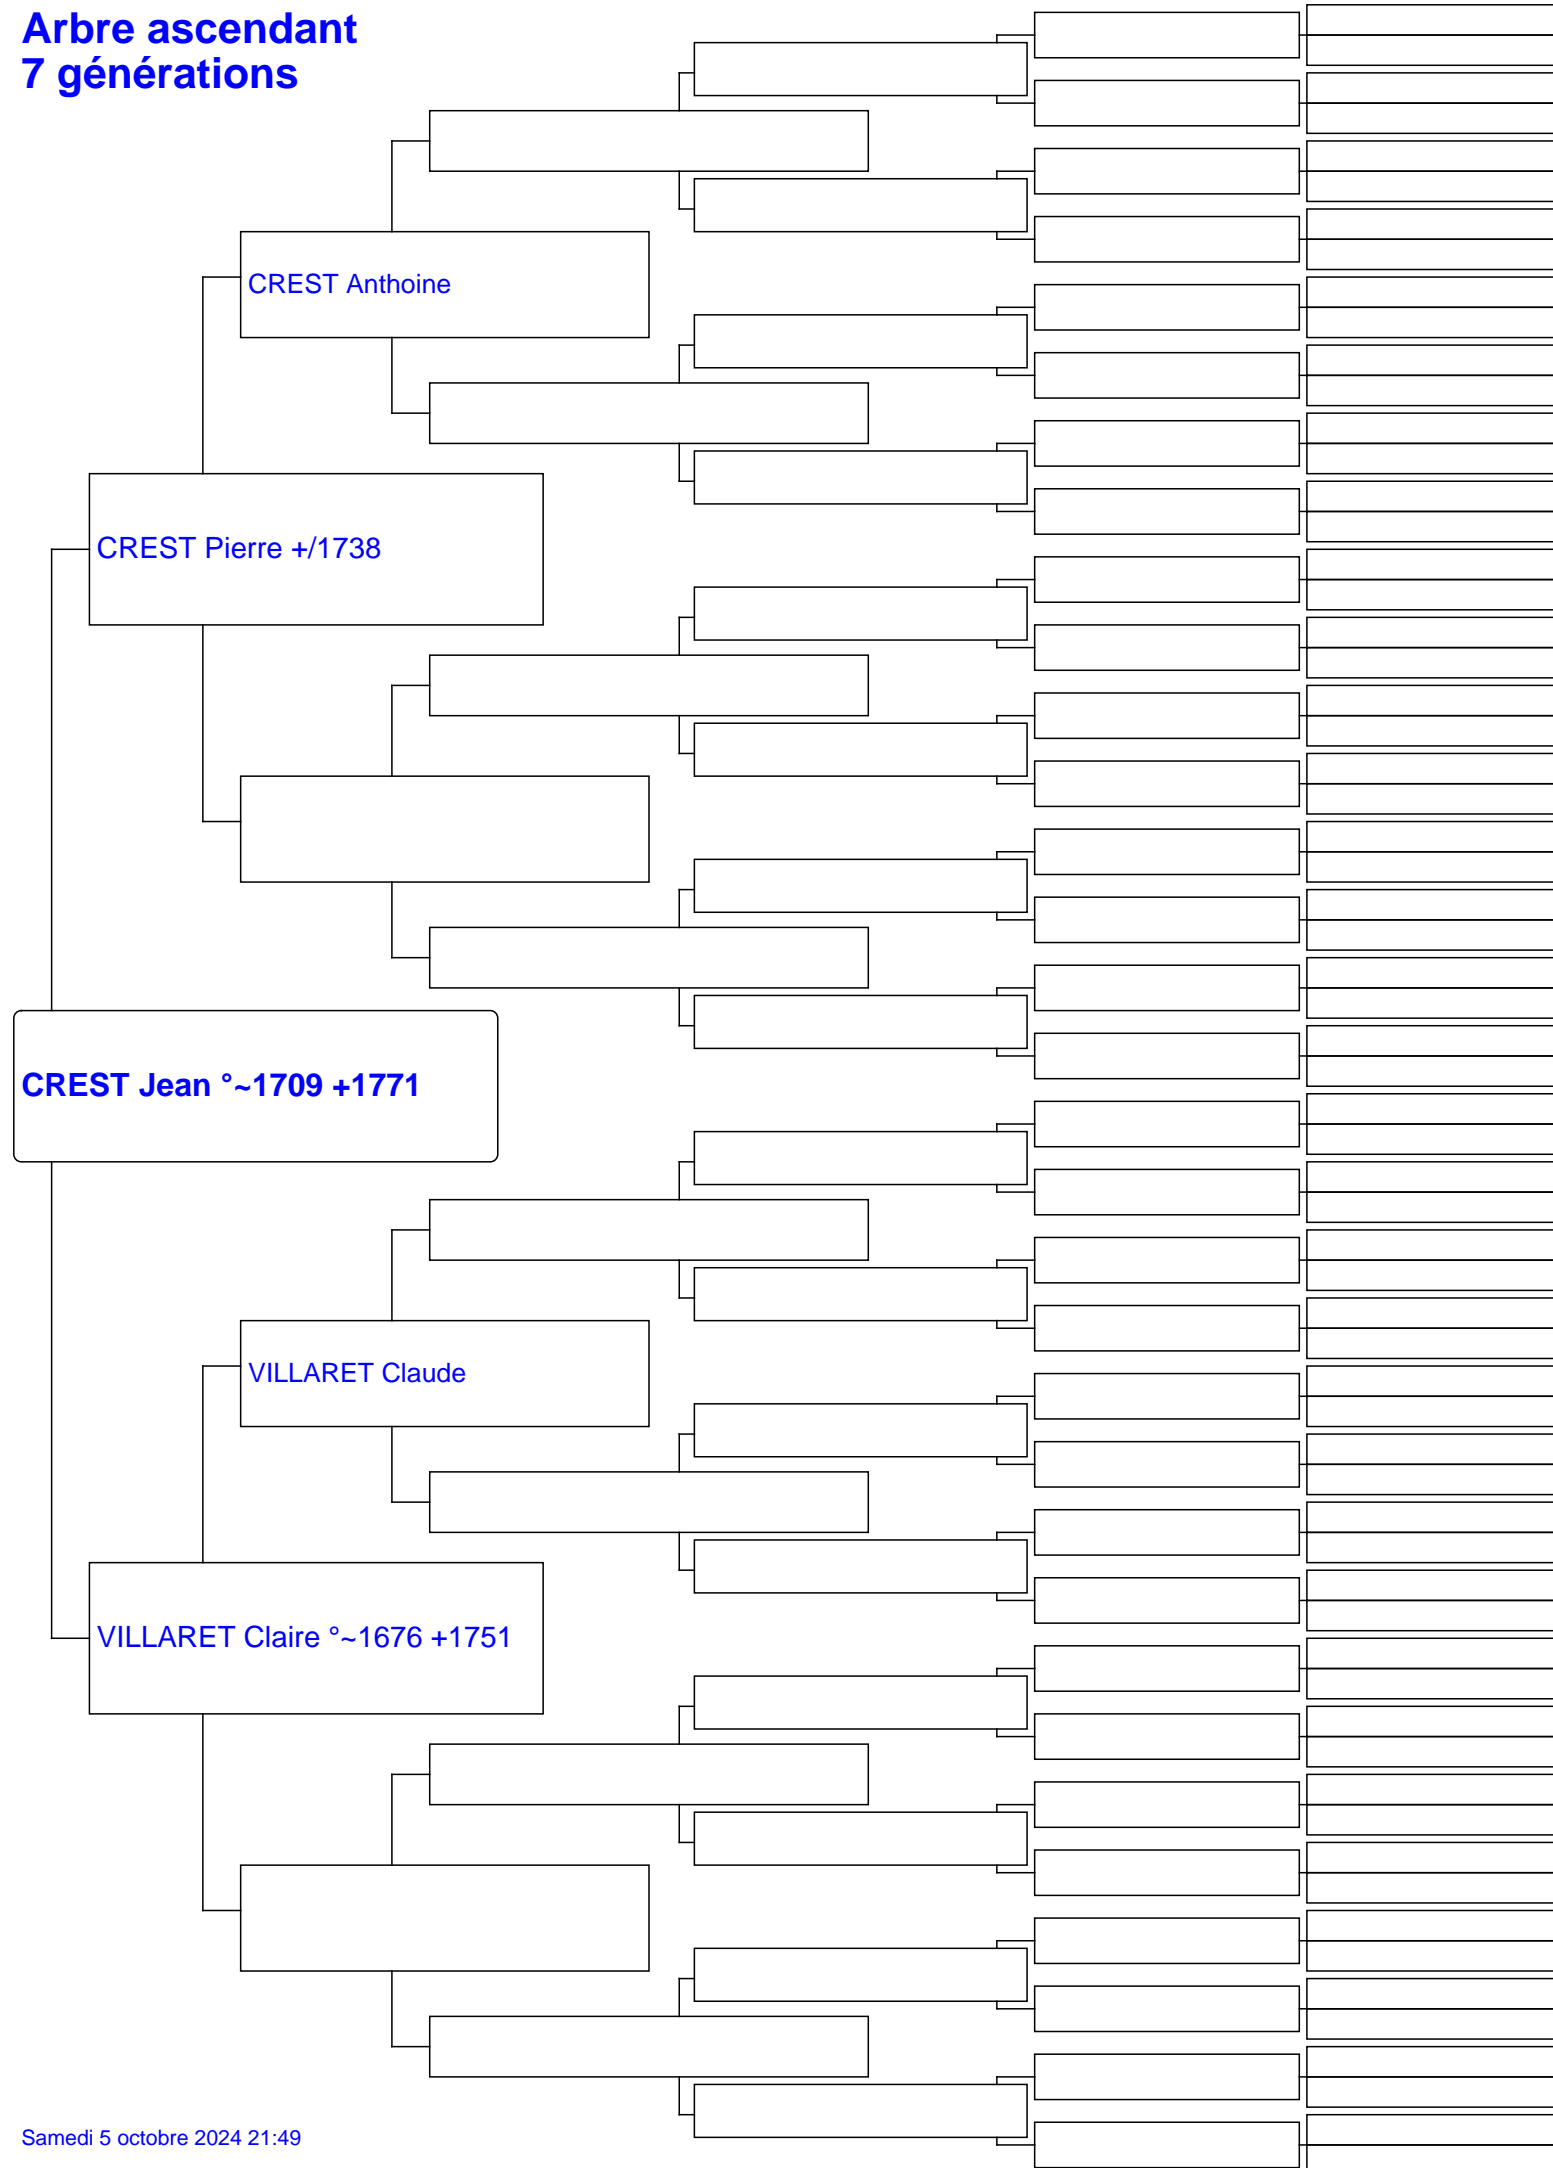 Arbre ascendant
7 générations
CREST Anthoine
CREST Pierre +/1738
CREST Jean °~1709 +1771
VILLARET Claude
VILLARET Claire °~1676 +1751
Samedi 5 octobre 2024 21:49